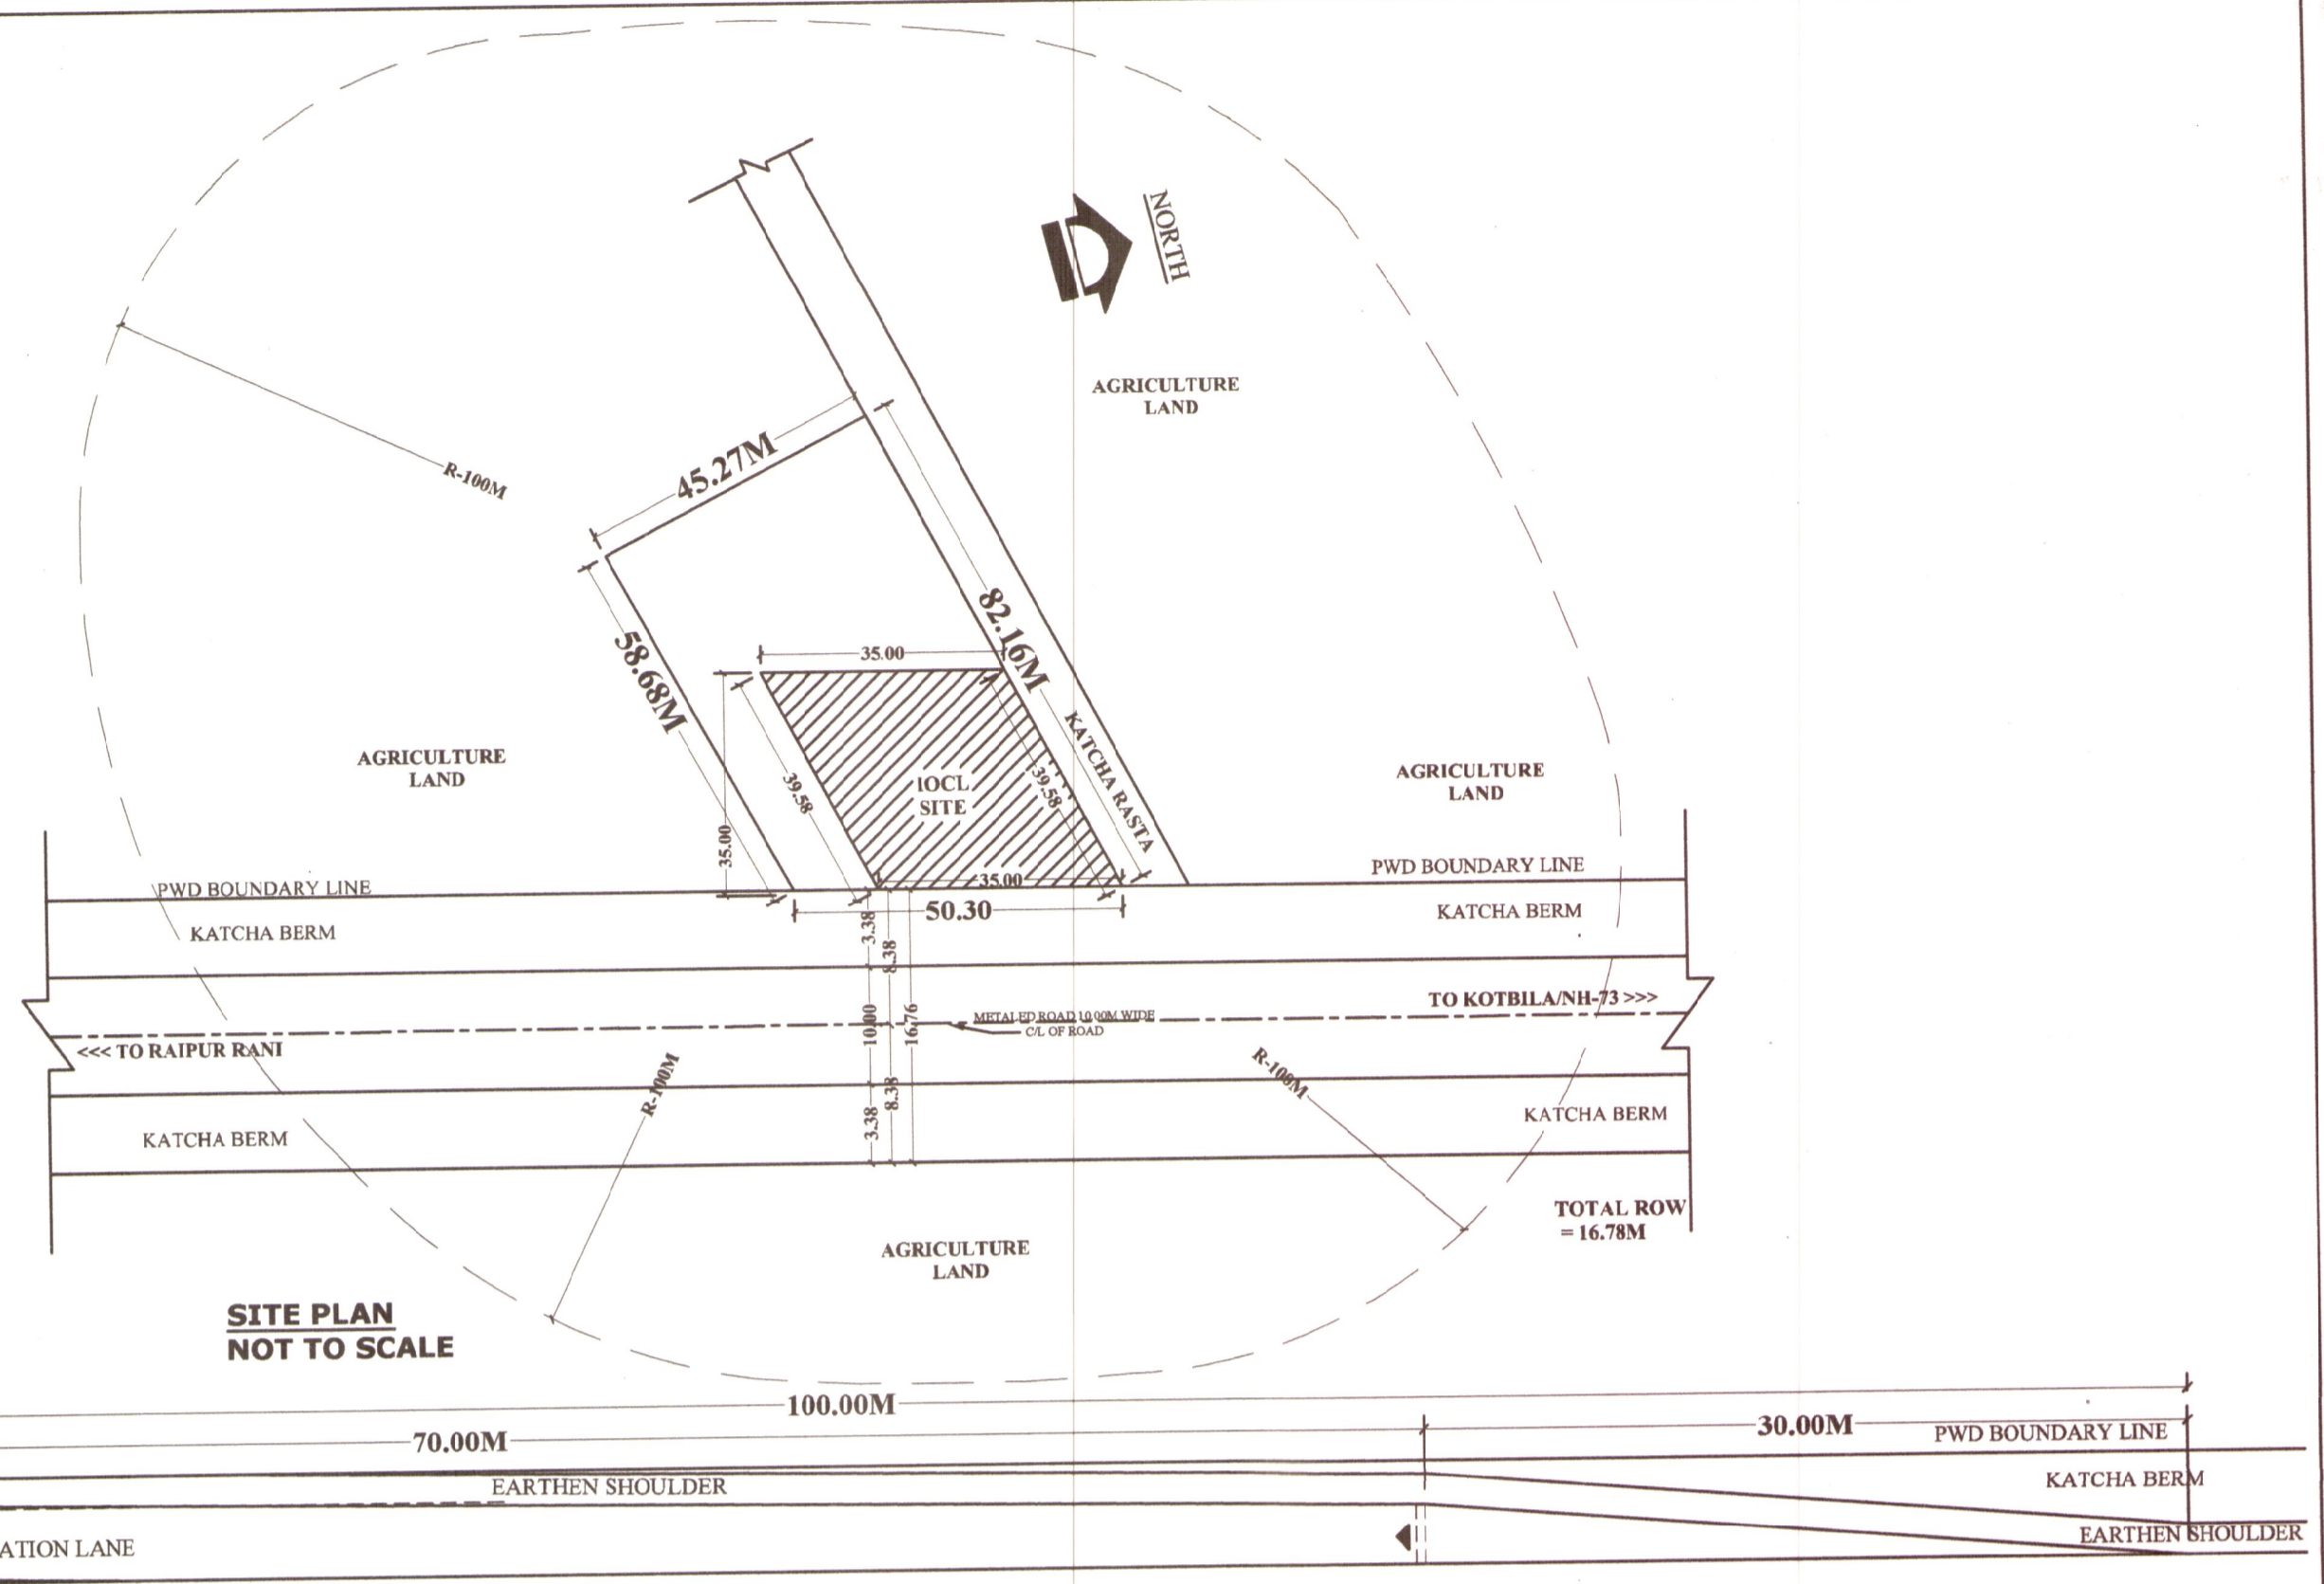 NORTH
AGRICULTURE
LAND
45.27M
R-100M
82.16M
58.68M
35.00
KATCHA RASTA
39.58
39.58
IOCL
SITE
35.00
35.00
50.30
AGRICULTURE
LAND
AGRICULTURE
LAND
PWD BOUNDARY LINE
PWD BOUNDARY LINE
KATCHA BERM
KATCHA BERM
3.38
8.38
10.00
16.76
METALED ROAD 10.00M WIDE
C/L OF ROAD
TO KOTBILA/NH-73 >>>
<<< TO RAIPUR RANI
R-100M
R-100M
8.38
3.38
KATCHA BERM
KATCHA BERM
TOTAL ROW
= 16.78M
AGRICULTURE
LAND
SITE PLAN
NOT TO SCALE
100.00M
70.00M
30.00M
PWD BOUNDARY LINE
EARTHEN SHOULDER
KATCHA BERM
EARTHEN SHOULDER
ATION LANE